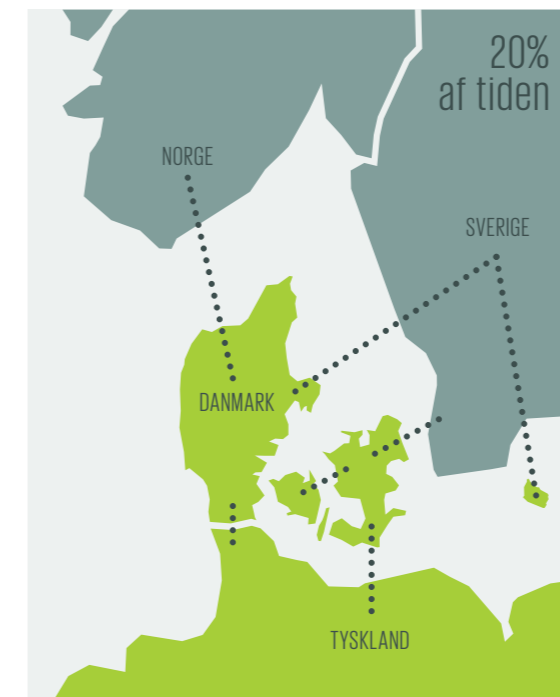 20%
af tiden
NORGE
SVERIGE
DANMARK
TYSKLAND